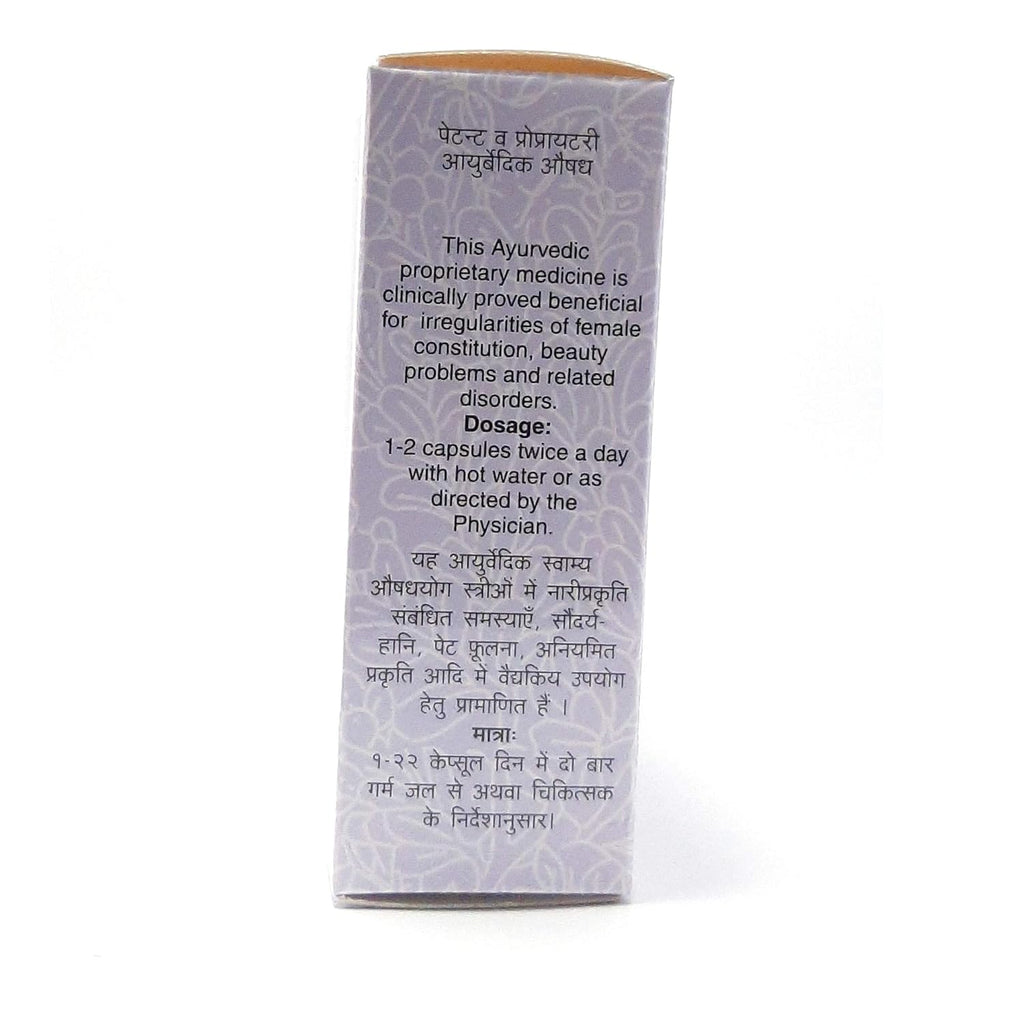 पेटन्ट व प्रोप्रायटरी
आयुर्बेदिक औषध
This Ayurvedic
proprietary medicine is
clinically proved beneficial
for irregularities of female
constitution, beauty
problems and related
disorders.
Dosage:
1-2 capsules twice a day
with hot water or as
directed by the
Physician.
यह आयुर्वेदिक स्वाम्य
औषधयोग स्त्रीओं में नारीप्रकृति
संबंधित समस्याएँ, सौंदर्य-
हानि, पेट फ़ूलना, अनियमित
प्रकृति आदि में वैद्यकिय उपयोग
हेतु प्रामाणित हैं ।
मात्राः
१-२२ केप्सूल दिन में दो बार
गर्म जल से अथवा चिकित्सक
के निर्देशानुसार।